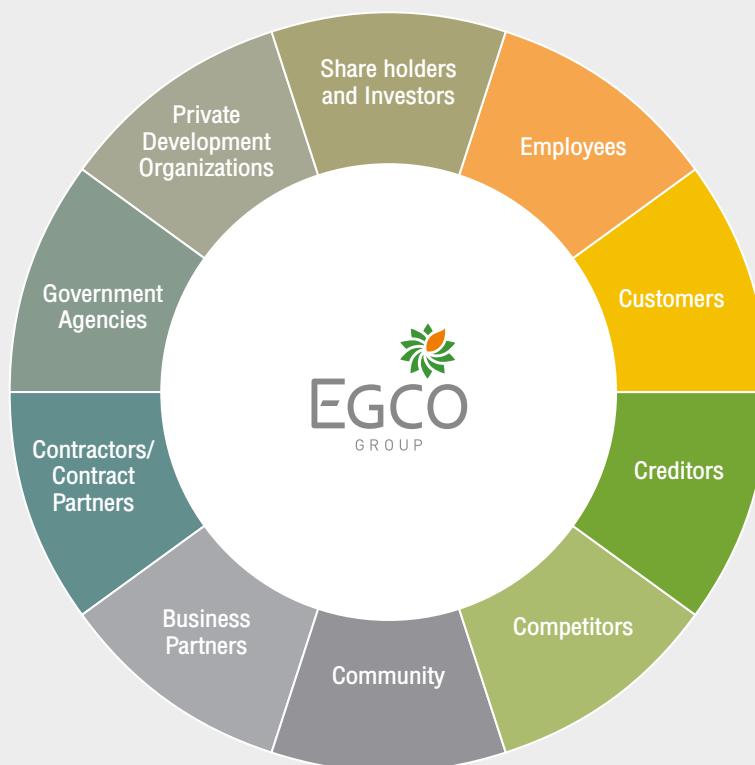 Share holders
and Investors
Employees
Customers
Creditors
Competitors
Community
Business
Partners
Contractors/
Contract
Partners
Government
Agencies
Private
Development
Organizations
EGCO
GROUP